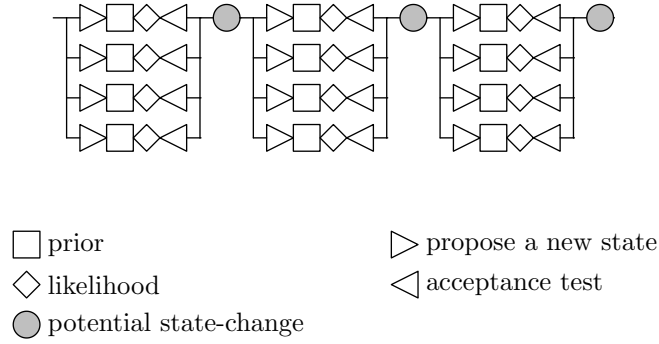 prior
likelihood
potential state-change
propose a new state
acceptance test